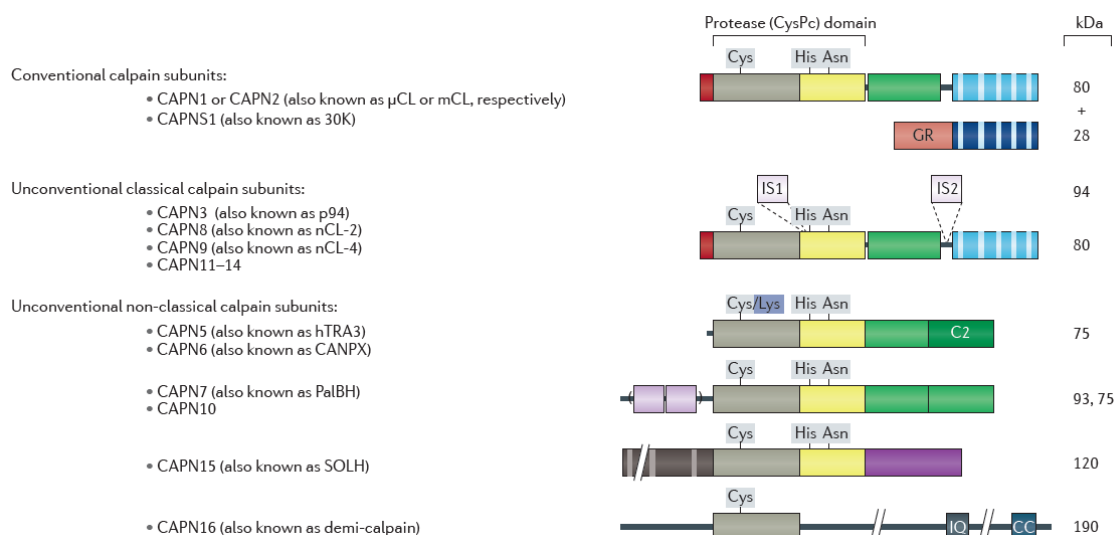 Protease (CysPc) domain
kDa
Cys
His Asn
Conventional calpain subunits:
• CAPN1 or CAPN2 (also known as µCL or mCL, respectively)
80
+
• CAPNS1 (also known as 30K)
GR
28
Unconventional classical calpain subunits:
IS1
IS2
94
• CAPN3 (also known as p94)
Cys
His Asn
• CAPN8 (also known as nCL-2)
• CAPN9 (also known as nCL-4)
80
• CAPN11–14
Unconventional non-classical calpain subunits:
Cys/Lys
His Asn
• CAPN5 (also known as hTRA3)
C2
75
• CAPN6 (also known as CANPX)
Cys
His Asn
• CAPN7 (also known as PalBH)
( )
93, 75
• CAPN10
Cys
His Asn
• CAPN15 (also known as SOLH)
120
Cys
• CAPN16 (also known as demi-calpain)
IQ
CC
190